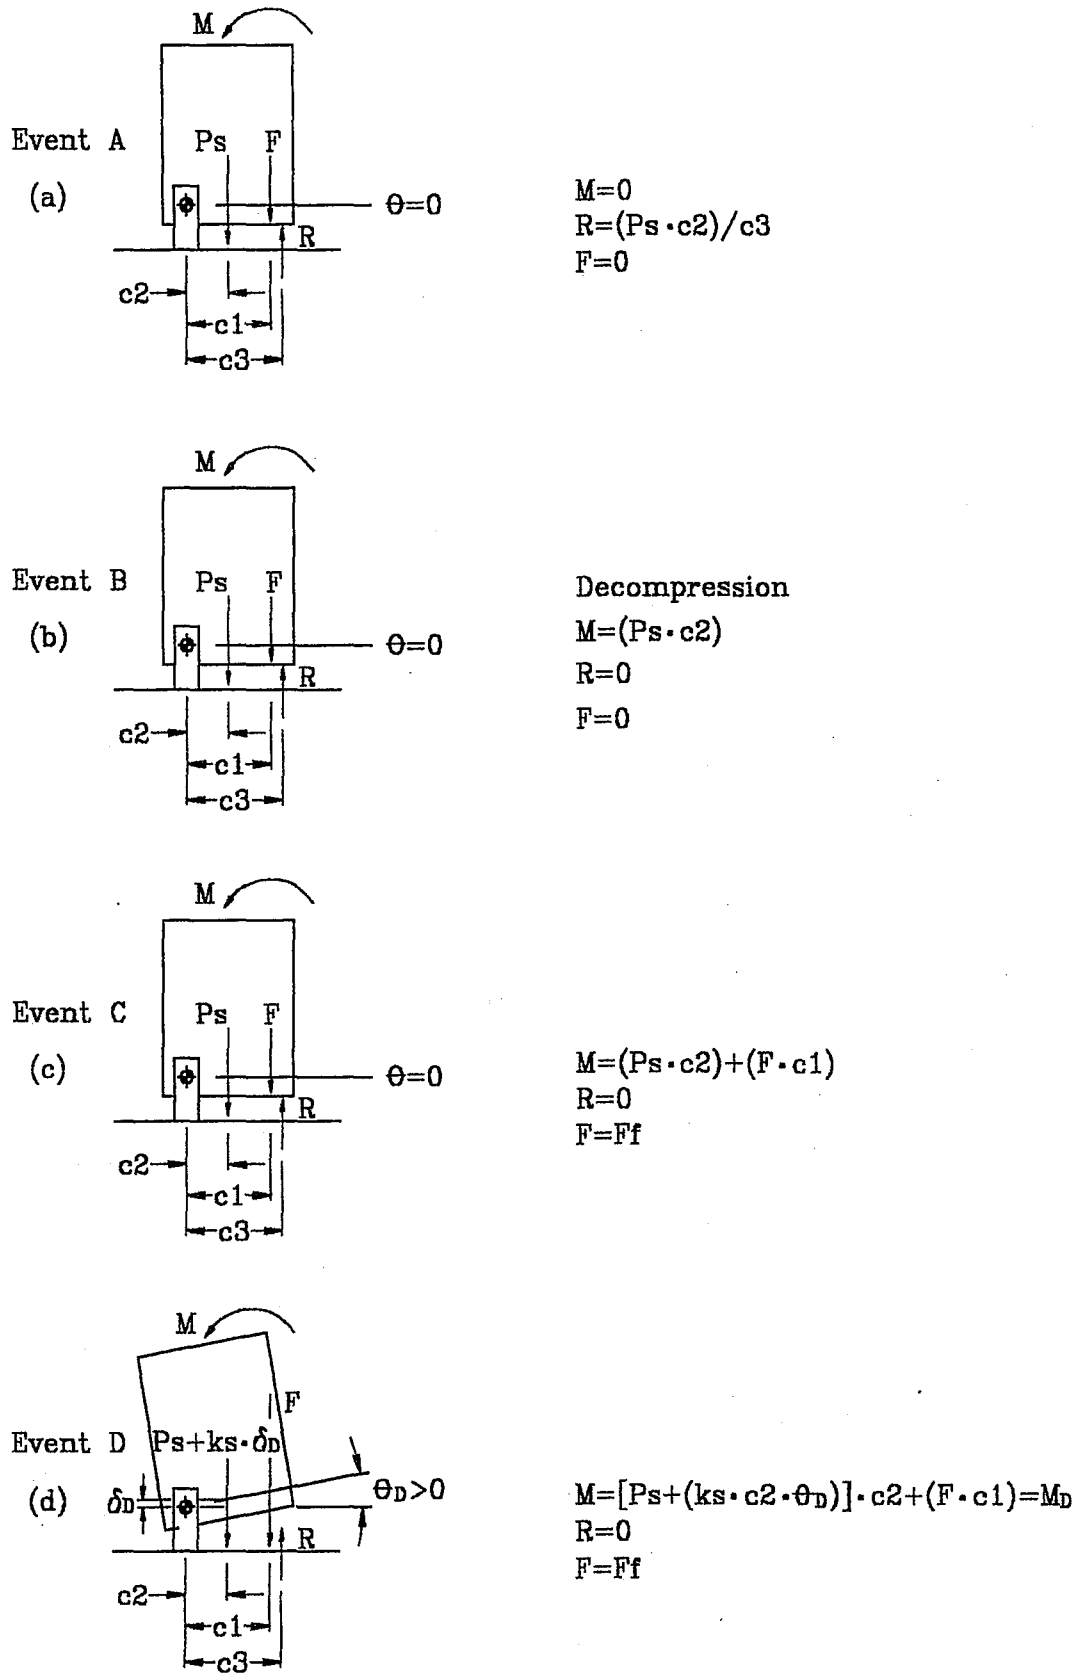 M
Event A
Ps F
(a)
θ=0
R
c2
c1
c3
M=0
R=(Ps·c2)/c3
F=0
M
Event B
Ps F
(b)
θ=0
R
c2
c1
c3
Decompression
M=(Ps·c2)
R=0
F=0
M
Event C
Ps F
(c)
θ=0
R
c2
c1
c3
M=(Ps·c2)+(F·c1)
R=0
F=Ff
M
F
Event D
Ps+ks·δD
(d)
δD
θD>0
R
c2
c1
c3
M=[Ps+(ks·c2·θD)]·c2+(F·c1)=MD
R=0
F=Ff